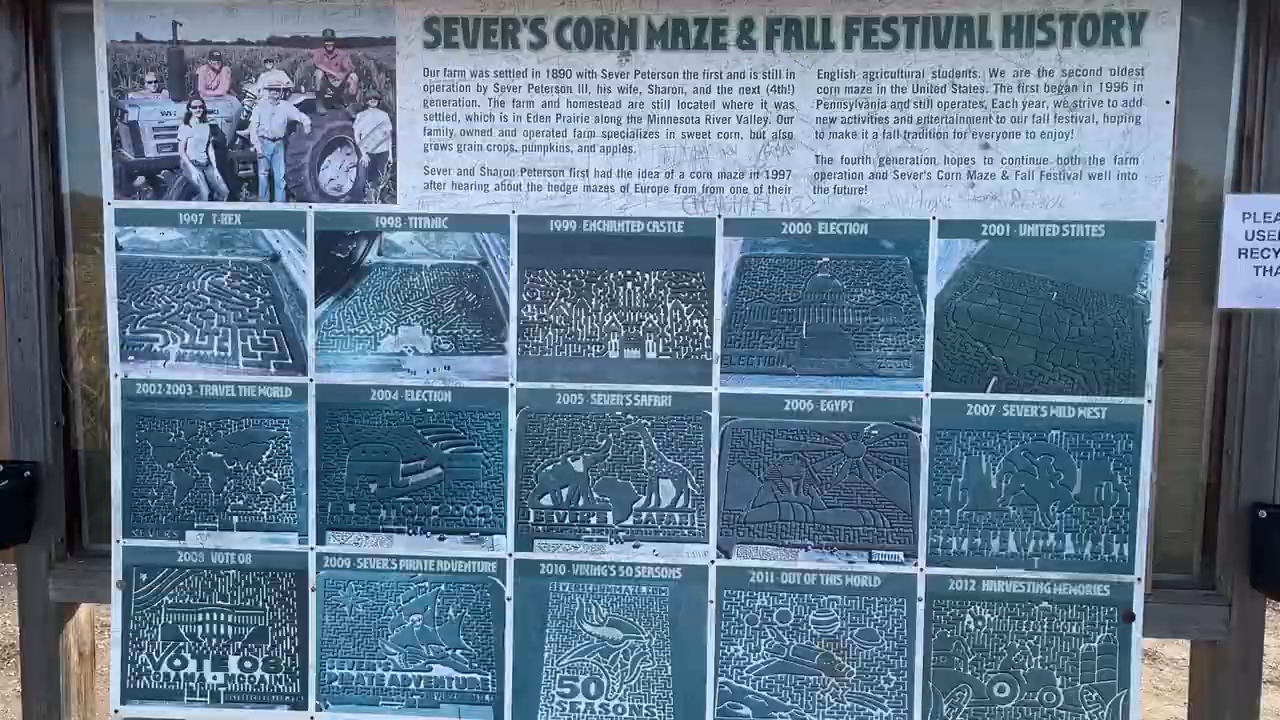 SEVER'S CORN MAZE & FALL FESTIVAL HISTORY
Our farm was settled in 1890 with Sever Peterson the first and is still in
operation by Sever Peterson III, his wife, Sharon, and the next (4th!)
generation. The farm and homestead are still located where it was
settled, which is in Eden Prairie along the Minnesota River Valley. Our
family owned and operated farm specializes in sweet corn, but also
grows grain crops, pumpkins, and apples.
Sever and Sharon Peterson first had the idea of a corn maze in 1997
after hearing about the hedge mazes of Europe from from one of their
English agricultural students. We are the second oldest
corn maze in the United States. The first began in 1996 in
Pennsylvania and still operates. Each year, we strive to add
new activities and entertainment to our fall festival, hoping
to make it a fall tradition for everyone to enjoy!
The fourth generation hopes to continue both the farm
operation and Sever's Corn Maze & Fall Festival well into
the future!
PLEA
USE
RECY
THA
1997 · T-REX
1998 · TITANIC
1999 · ENCHANTED CASTLE
2000 · ELECTION
2001 · UNITED STATES
ELECTION 2000
2002-2003 · TRAVEL THE WORLD
2004 · ELECTION
2005 · SEVER'S SAFARI
2006 · EGYPT
2007 · SEVER'S WILD WEST
SEVER'S
ELECTION 2004
SEVER'S SAFARI
SEVER'S WILD WEST
2008 · VOTE 08
2009 · SEVER'S PIRATE ADVENTURE
2010 · VIKING'S 50 SEASONS
2011 · OUT OF THIS WORLD
2012 · HARVESTING MEMORIES
VOTE 08
OBAMA · MCCAIN
SEVER'S
PIRATE ADVENTURE
SEVERSCORNMAZE.COM
50
SEASONS